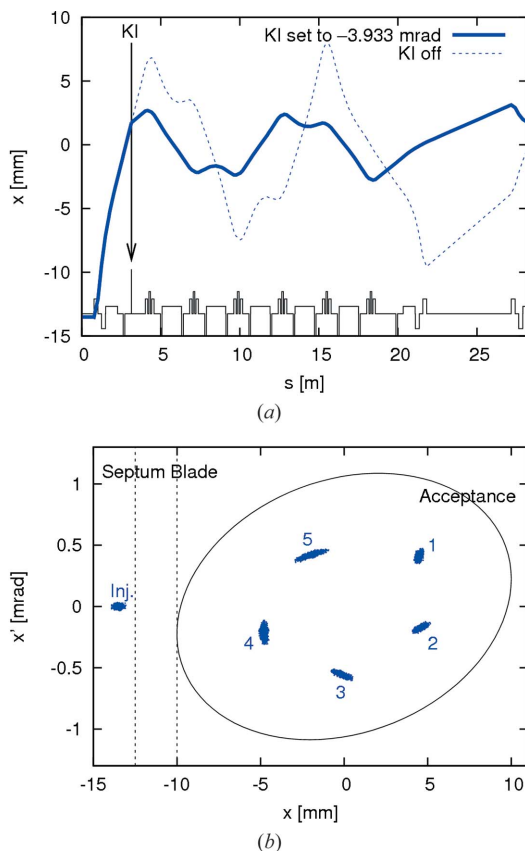 KI
KI set to −3.933 mrad
KI off
x [mm]
10
5
0
-5
-10
-15
0
5
10
15
20
25
s [m]
(a)
Septum Blade
Acceptance
Inj.
1
2
3
4
5
x' [mrad]
1
0.5
0
-0.5
-1
-15
-10
-5
0
5
10
x [mm]
(b)